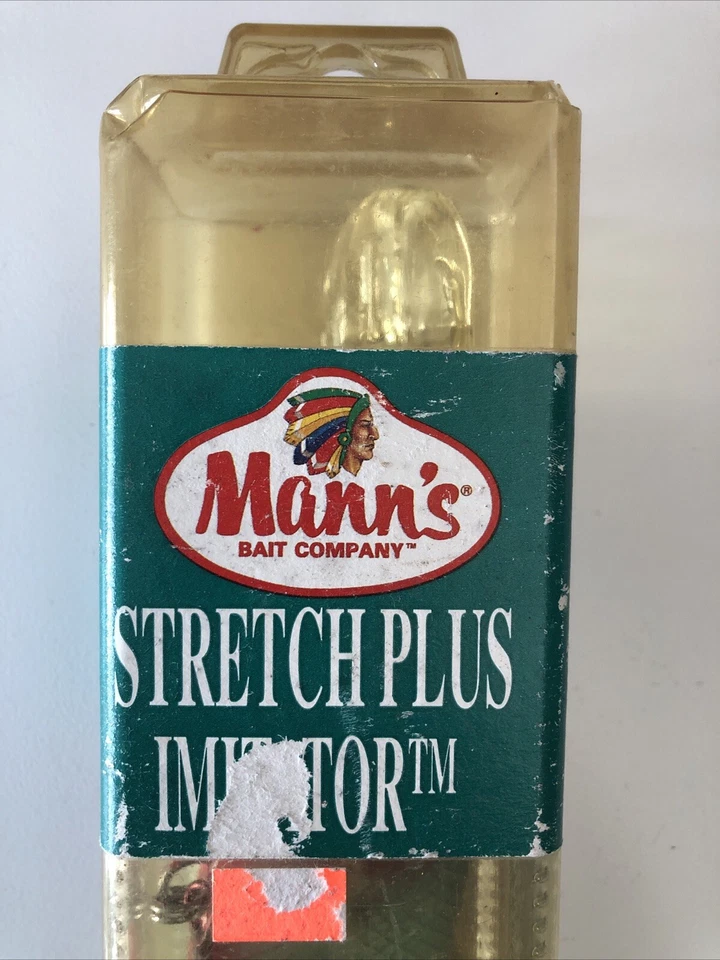 Mann's®
BAIT COMPANY™
STRETCH PLUS